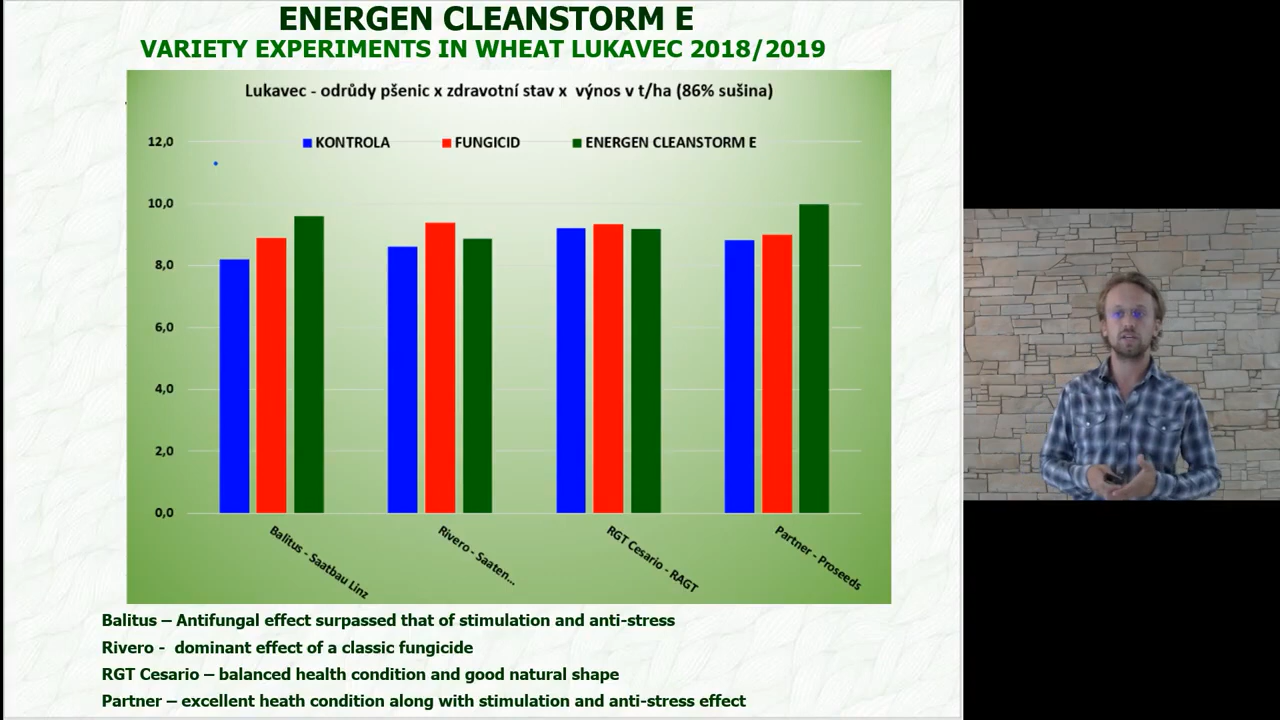 ENERGEN CLEANSTORM E
VARIETY EXPERIMENTS IN WHEAT LUKAVEC 2018/2019
Lukavec - odrůdy pšenic x zdravotní stav x výnos v t/ha (86% sušina)
KONTROLA FUNGICID ENERGEN CLEANSTORM E
12,0
10,0
8,0
6,0
4,0
2,0
0,0
Balitus - Saatbau Linz
Rivero - Saaten...
RGT Cesario - RAGT
Partner - Proseeds
Balitus – Antifungal effect surpassed that of stimulation and anti-stress
Rivero - dominant effect of a classic fungicide
RGT Cesario – balanced health condition and good natural shape
Partner – excellent heath condition along with stimulation and anti-stress effect